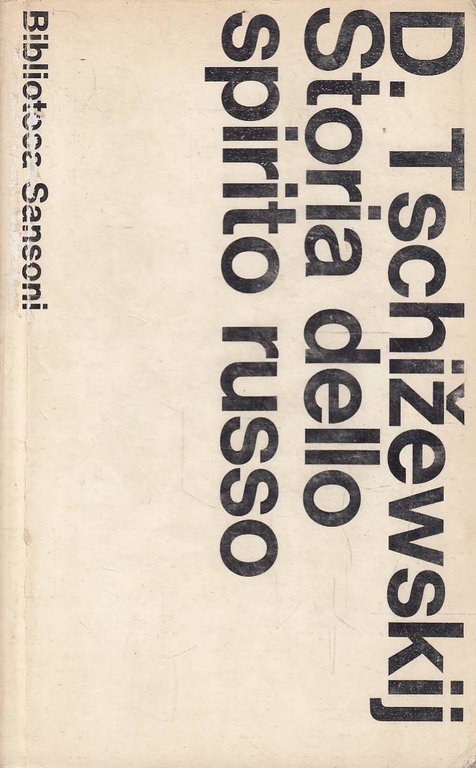 D. Tschižewskij
Storia dello
spirito russo
Biblioteca Sansoni